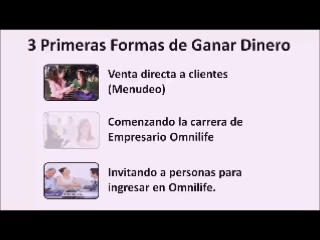 3 Primeras Formas de Ganar Dinero
Venta directa a clientes
(Menudeo)
Comenzando la carrera de
Empresario Omnilife
Invitando a personas para
ingresar en Omnilife.